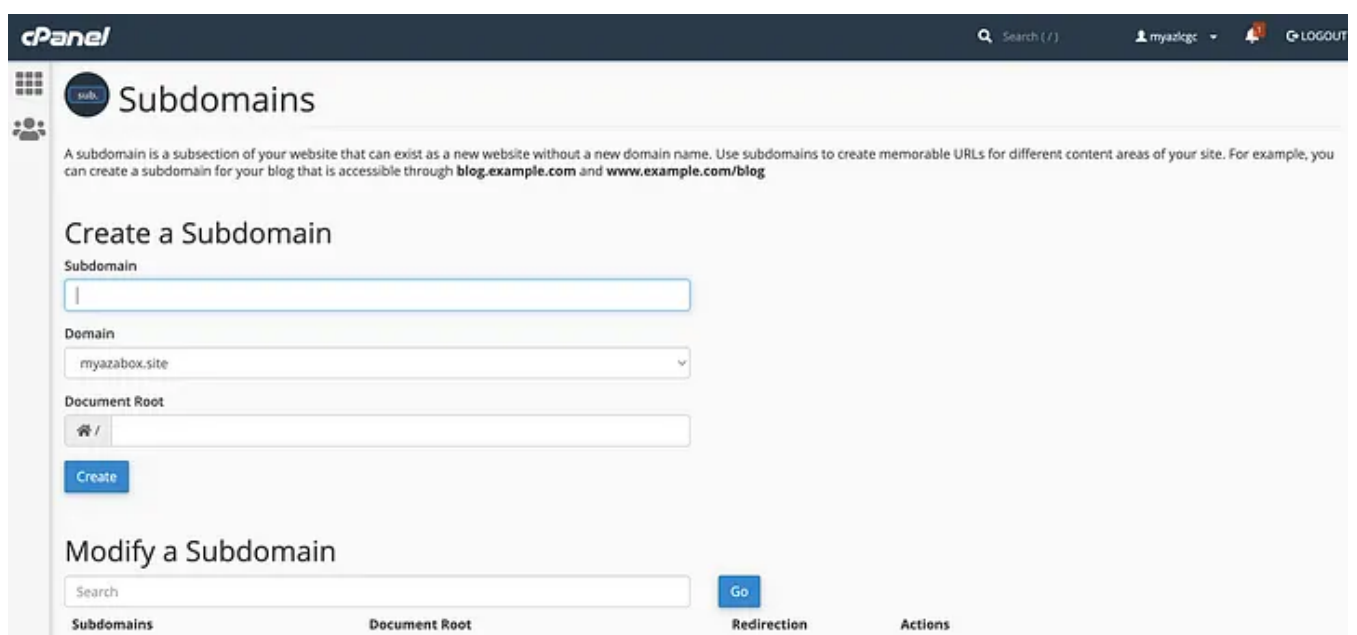 cPanel
Search ( / )
myazlcgc
LOGOUT
sub.
Subdomains
A subdomain is a subsection of your website that can exist as a new website without a new domain name. Use subdomains to create memorable URLs for different content areas of your site. For example, you
can create a subdomain for your blog that is accessible through blog.example.com and www.example.com/blog
Create a Subdomain
Subdomain
Domain
myazabox.site
Document Root
/
Create
Modify a Subdomain
Search
Go
Subdomains Document Root Redirection Actions